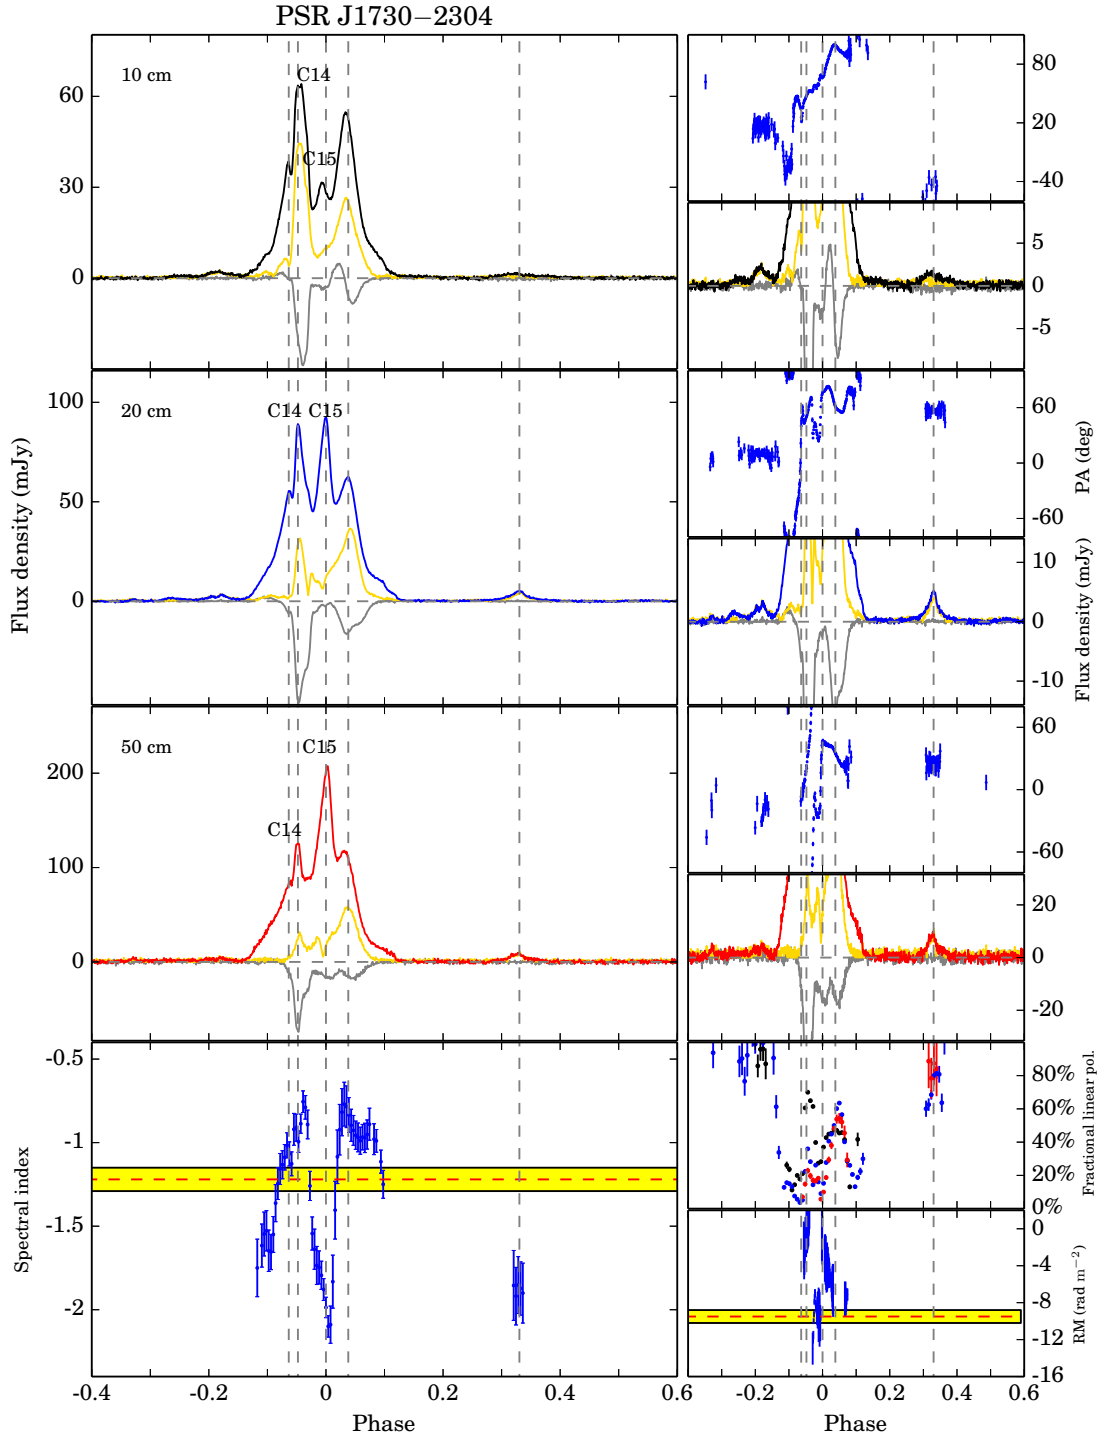 PSR J1730−2304
10 cm
C14
C15
60
30
0
80
20
-40
5
0
-5
20 cm
C14 C15
100
50
0
Flux density (mJy)
60
0
-60
PA (deg)
10
0
-10
Flux density (mJy)
50 cm
C15
C14
200
100
0
60
0
-60
20
0
-20
-0.5
-1
-1.5
-2
Spectral index
80%
60%
40%
20%
0%
Fractional linear pol.
0
-4
-8
-12
-16
RM (rad m−2)
-0.4 -0.2 0 0.2 0.4 0.6
Phase
-0.2 0 0.2 0.4 0.6
Phase